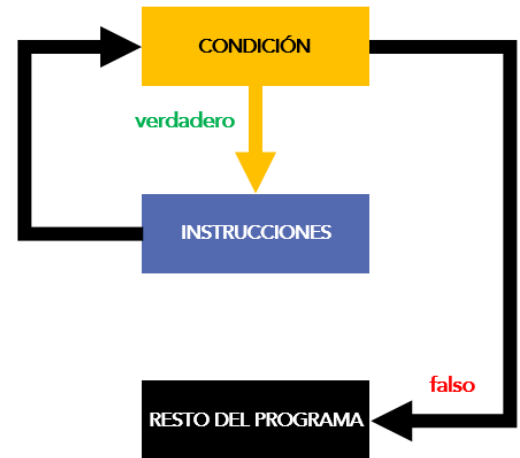 CONDICIÓN
verdadero
INSTRUCCIONES
falso
RESTO DEL PROGRAMA